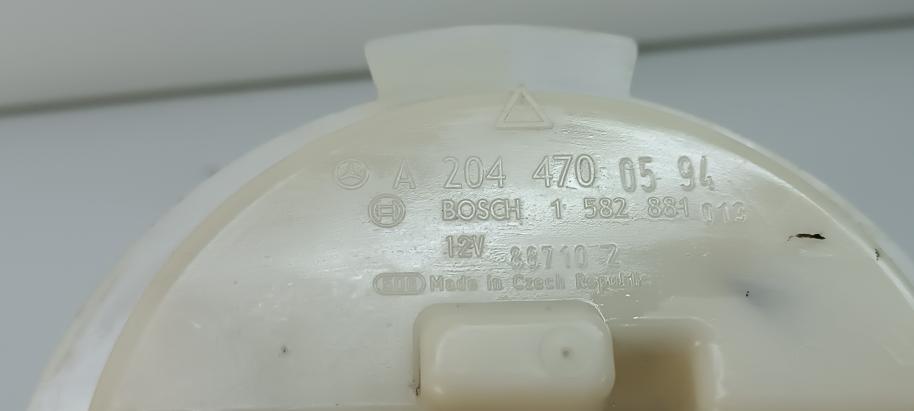 A 204 470 05 94
BOSCH 1 582 881 013
12V 88710 Z
Made in Czech Republic